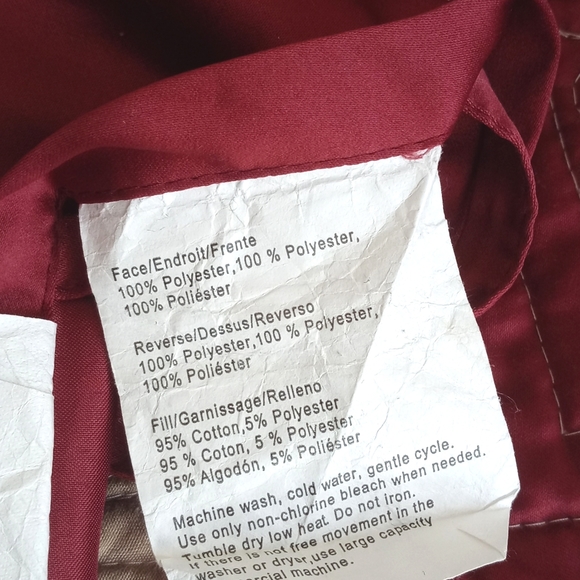 Face/Endroit/Frente
100% Polyester,100 % Polyester,
100% Poliéster
Reverse/Dessus/Reverso
100% Polyester,100 % Polyester,
100% Poliéster
Fill/Garnissage/Relleno
95% Cotton,5% Polyester
95 % Coton, 5 % Polyester
95% Algodón, 5% Poliéster
Machine wash, cold water, gentle cycle.
Use only non-chlorine bleach when needed.
Tumble dry low heat. Do not iron.
If there is not free movement in the
washer or dryer,use large capacity
machine.